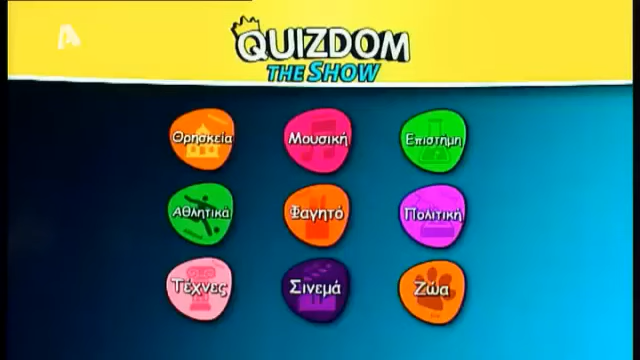 QUIZDOM
THE SHOW
Θρησκεία
Μουσική
Επιστήμη
Αθλητικά
Φαγητό
Πολιτική
Τέχνες
Σινεμά
Ζώα